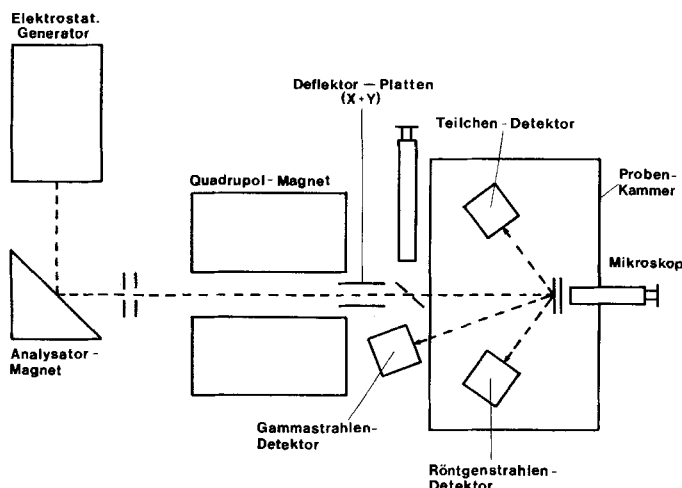 Elektrostat.
Generator
Deflektor-Platten
(X+Y)
Teilchen-Detektor
Quadrupol-Magnet
Proben-
Kammer
Mikroskop
Analysator-
Magnet
Gammastrahlen-
Detektor
Röntgenstrahlen-
Detektor